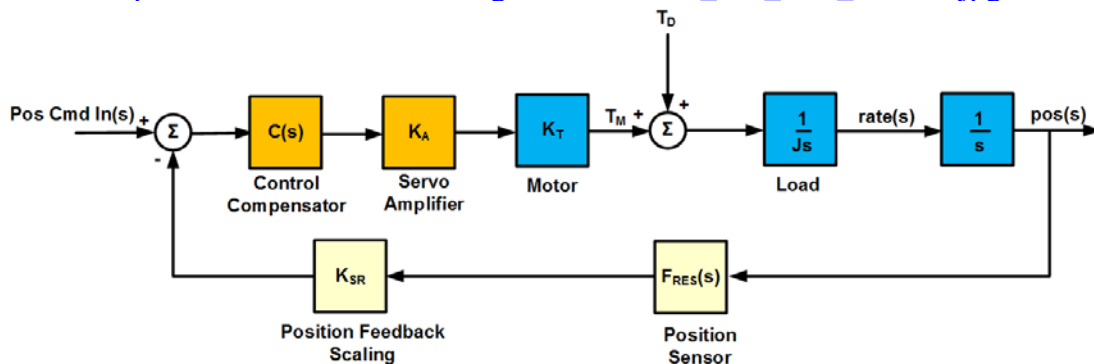 T_D
Pos Cmd In(s)
+
-
Σ
C(s)
Control
Compensator
K_A
Servo
Amplifier
K_T
Motor
T_M
+
+
Σ
1
Js
Load
rate(s)
1
s
pos(s)
K_SR
Position Feedback
Scaling
F_RES(s)
Position
Sensor